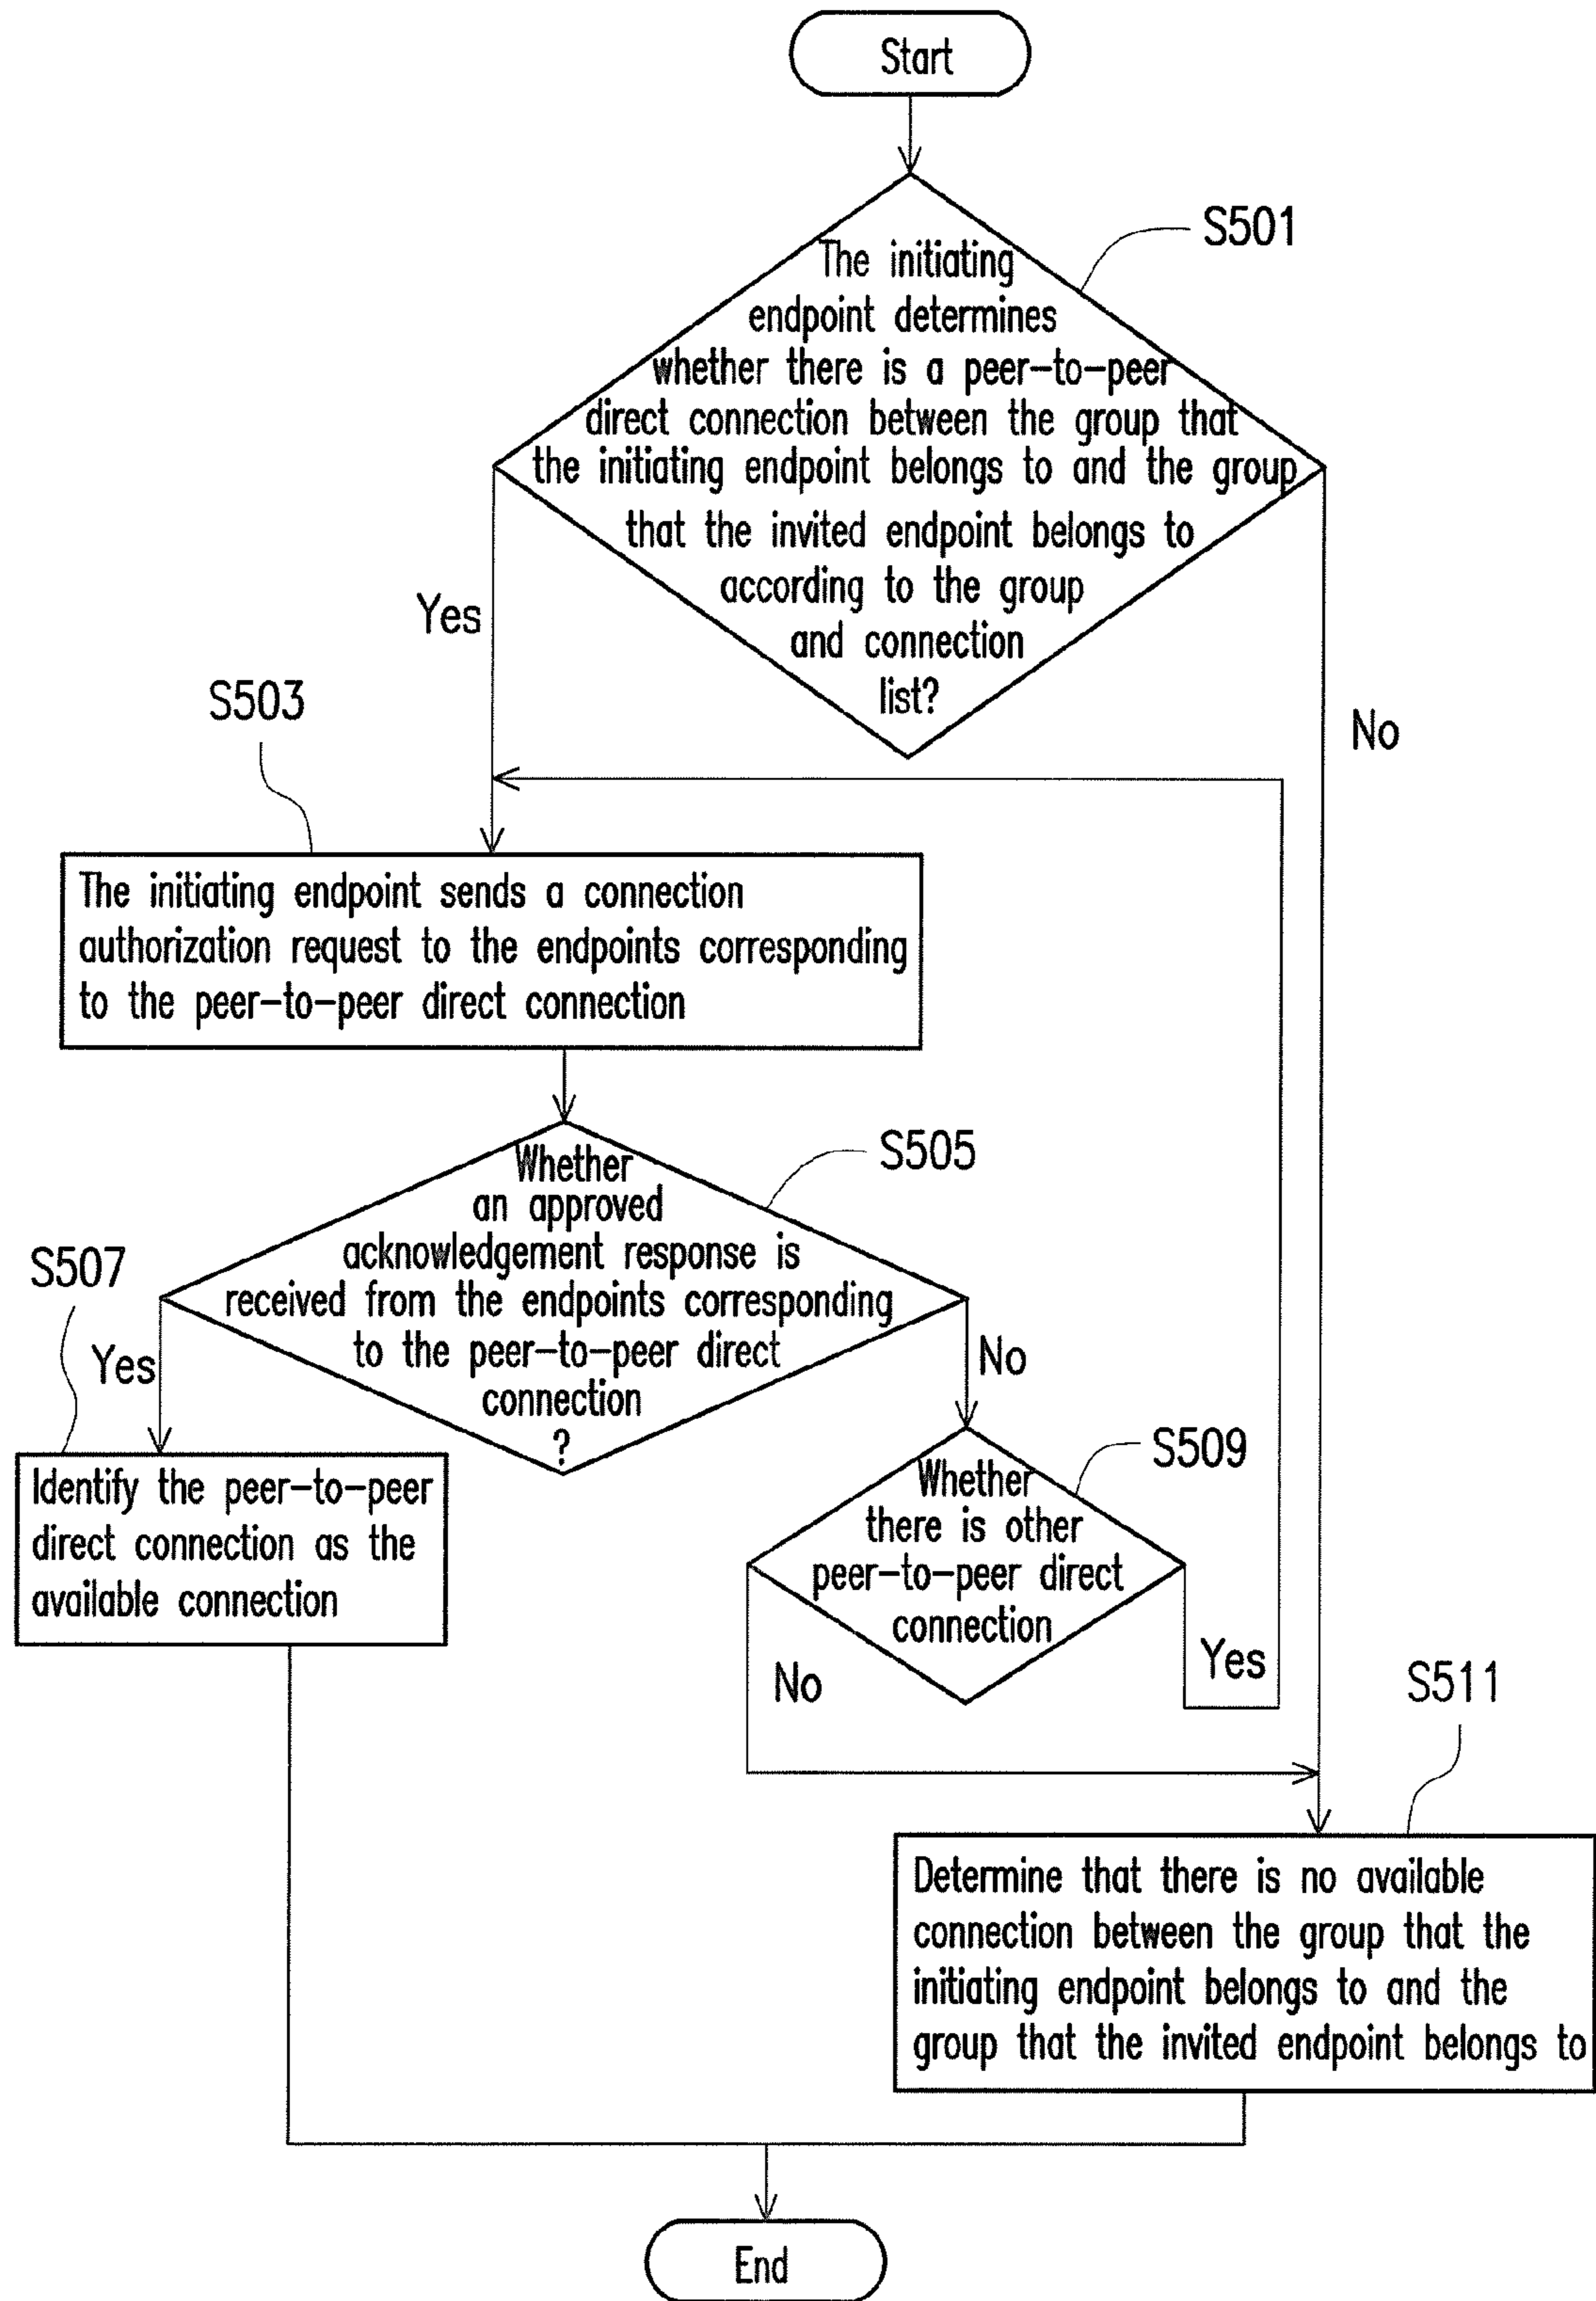 Start
S501
The initiating
endpoint determines
whether there is a peer-to-peer
direct connection between the group that
the initiating endpoint belongs to and the group
that the invited endpoint belongs to
according to the group
and connection
list?
Yes
No
S503
The initiating endpoint sends a connection
authorization request to the endpoints corresponding
to the peer-to-peer direct connection
S505
Whether
an approved
acknowledgement response is
received from the endpoints corresponding
to the peer-to-peer direct
connection
?
Yes
No
S507
Identify the peer-to-peer
direct connection as the
available connection
S509
Whether
there is other
peer-to-peer direct
connection
No
Yes
S511
Determine that there is no available
connection between the group that the
initiating endpoint belongs to and the
group that the invited endpoint belongs to
End